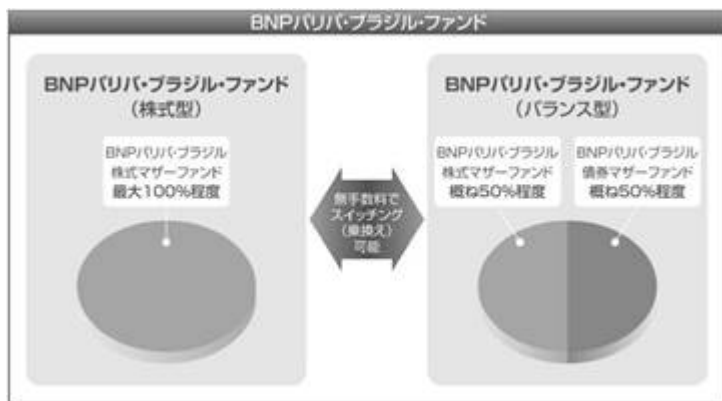 BNPパリバ・ブラジル・ファンド
BNPパリバ・ブラジル・ファンド
（株式型）
BNPパリバ・ブラジル
株式マザーファンド
最大100％程度
無手数料で
スイッチング
（乗換え）
可能
BNPパリバ・ブラジル・ファンド
（バランス型）
BNPパリバ・ブラジル
株式マザーファンド
概ね50％程度
BNPパリバ・ブラジル
債券マザーファンド
概ね50％程度